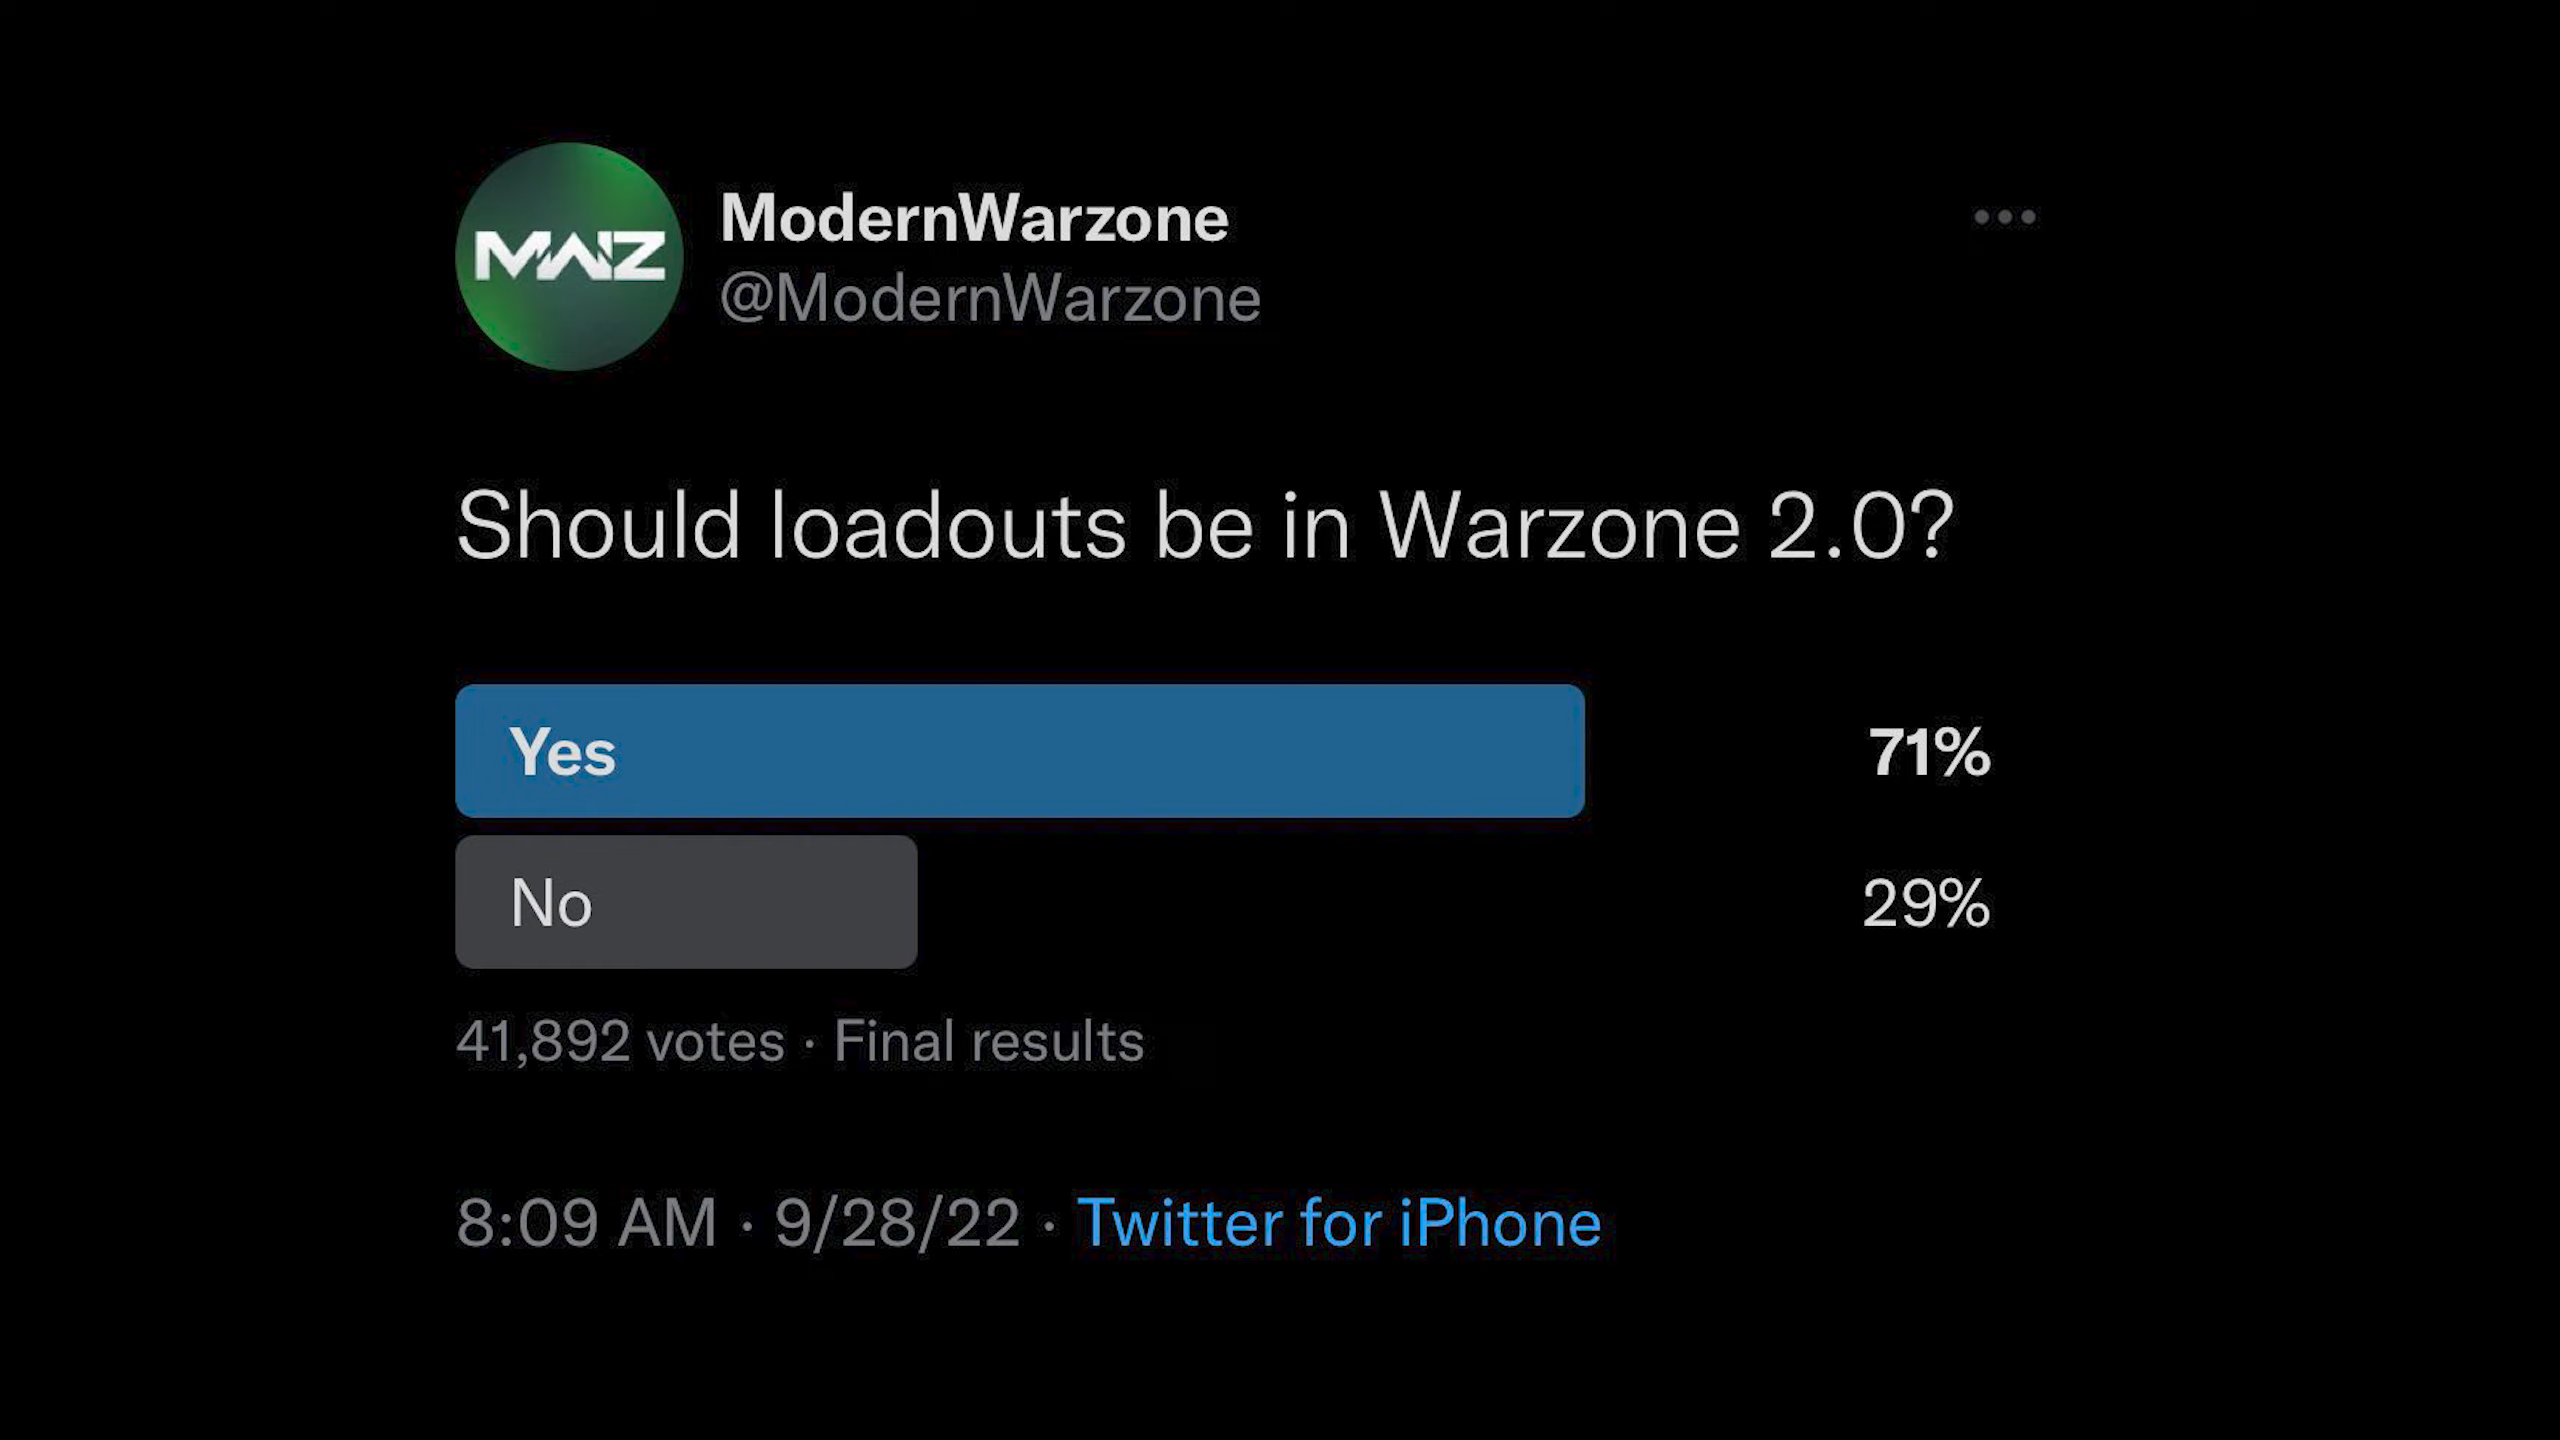 MWZ
ModernWarzone
@ModernWarzone
Should loadouts be in Warzone 2.0?
Yes 71%
No 29%
41,892 votes · Final results
8:09 AM · 9/28/22 · Twitter for iPhone